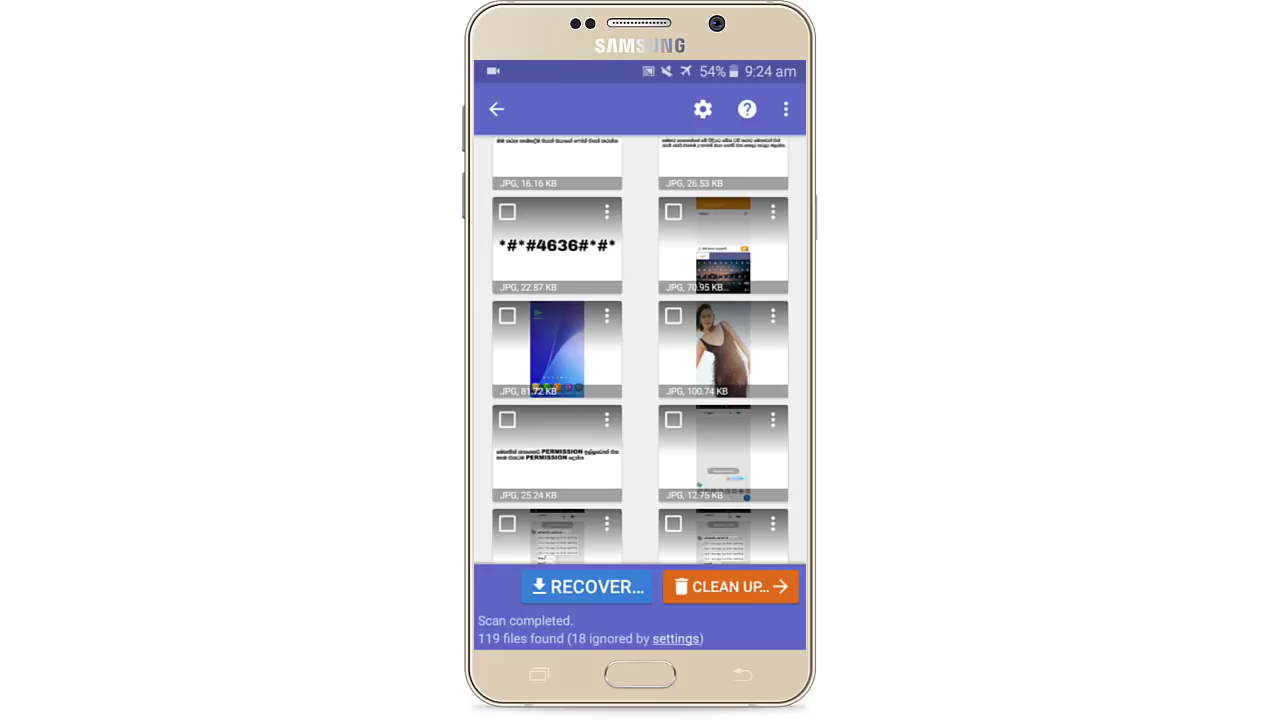 SAMSUNG
54% 9:24 am
JPG, 16.16 KB
JPG, 26.53 KB
*#*#4636#*#*
JPG, 22.87 KB
JPG, 70.95 KB...
JPG, 81.72 KB
JPG, 100.74 KB
PERMISSION
PERMISSION දෙන්න
JPG, 25.24 KB
JPG, 12.75 KB
RECOVER...
CLEAN UP...
Scan completed.
119 files found (18 ignored by settings)